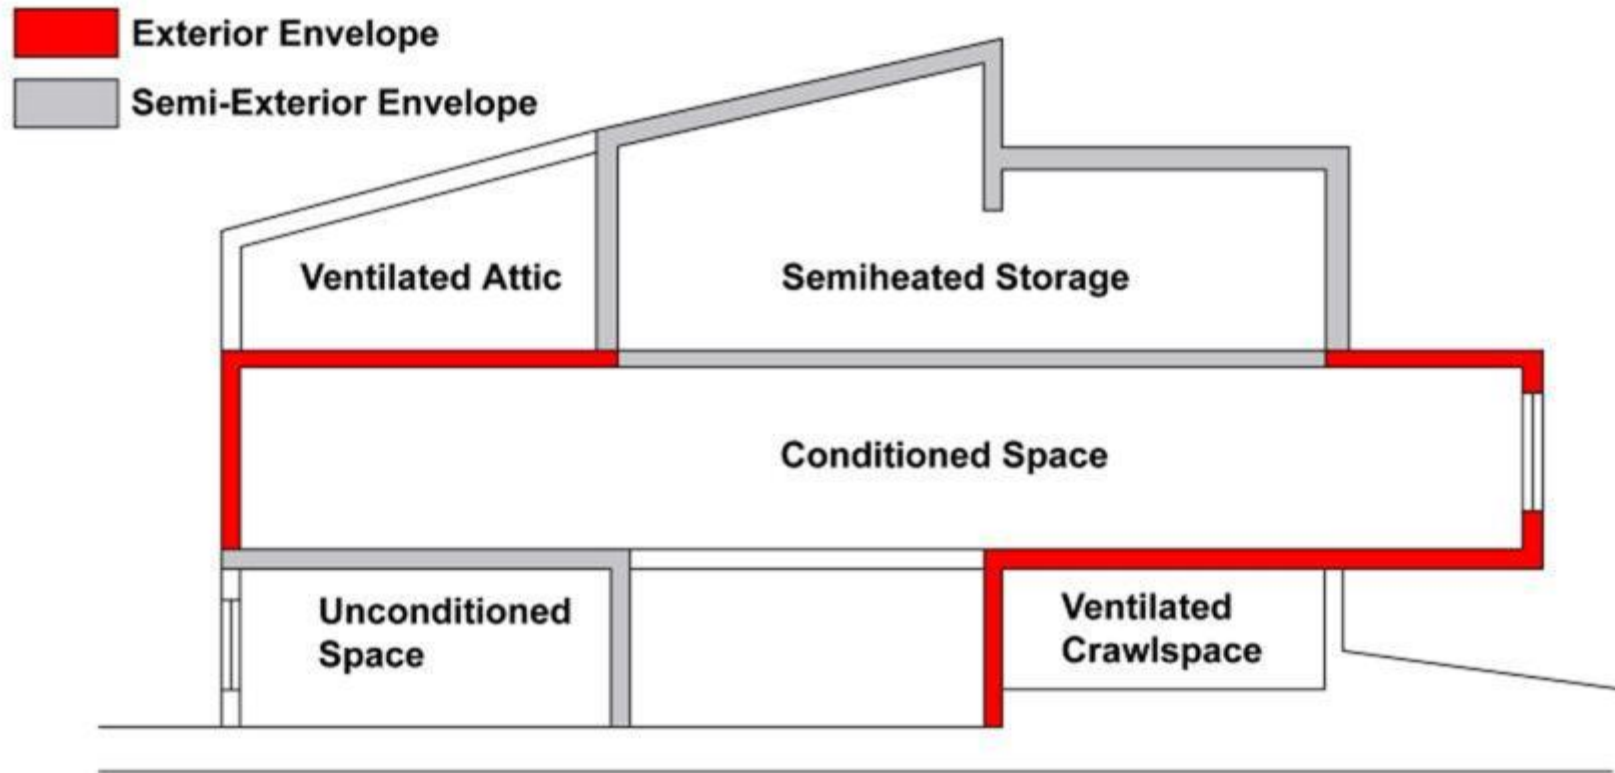 Exterior Envelope
Semi-Exterior Envelope
Ventilated Attic
Semiheated Storage
Conditioned Space
Unconditioned
Space
Ventilated
Crawlspace